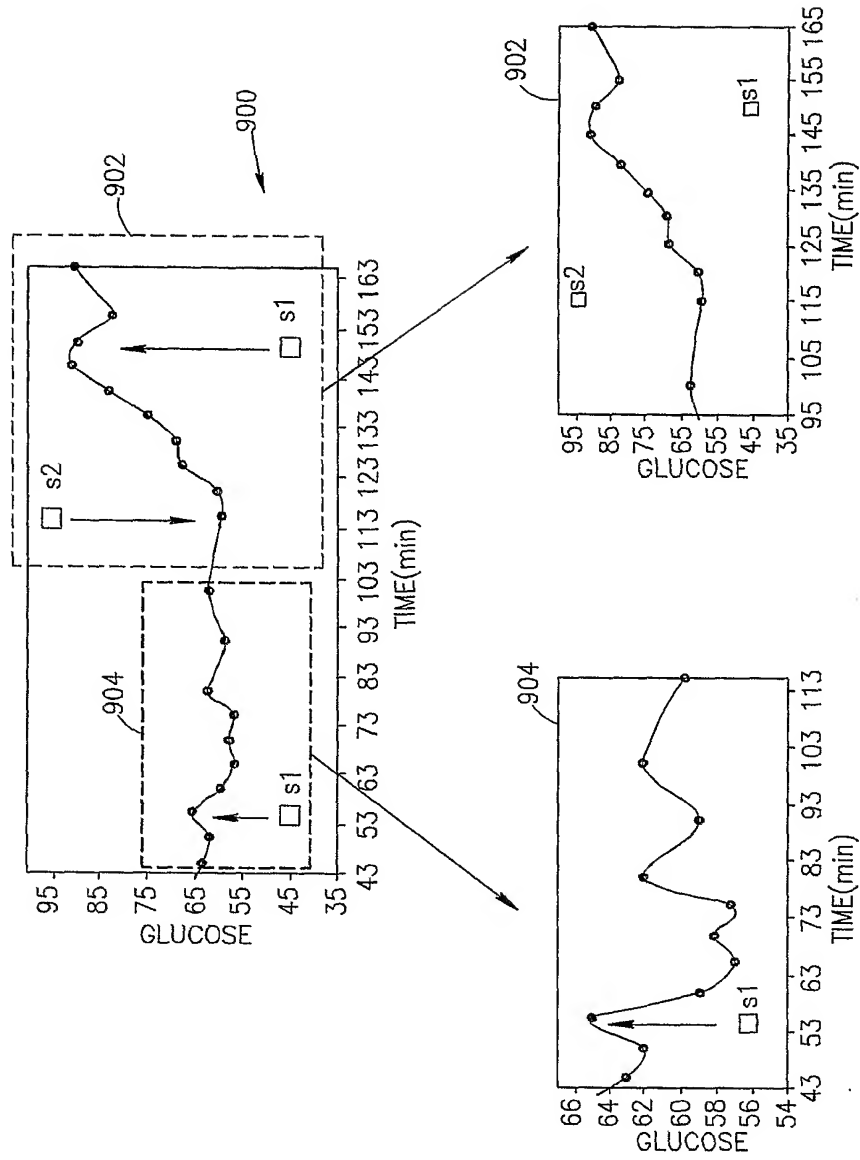 900
902
904
95
85
75
65
55
45
35
GLUCOSE
s2
s1
s1
43 53 63 73 83 93 103 113 123 133 143 153 163
TIME(min)
904
66
64
62
60
58
56
54
GLUCOSE
s1
43 53 63 73 83 93 103 113
TIME(min)
902
95
85
75
65
55
45
35
GLUCOSE
s2
s1
95 105 115 125 135 145 155 165
TIME(min)